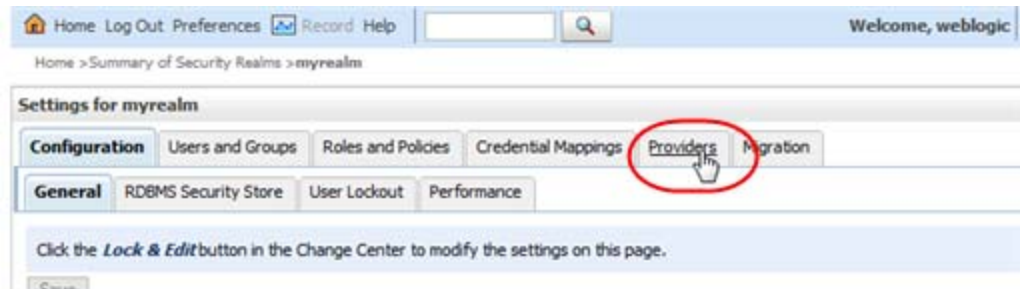 Home Log Out Preferences Record Help Welcome, weblogic
Home >Summary of Security Realms >myrealm
Settings for myrealm
Configuration Users and Groups Roles and Policies Credential Mappings Providers Migration
General RDBMS Security Store User Lockout Performance
Click the Lock & Edit button in the Change Center to modify the settings on this page.
Save